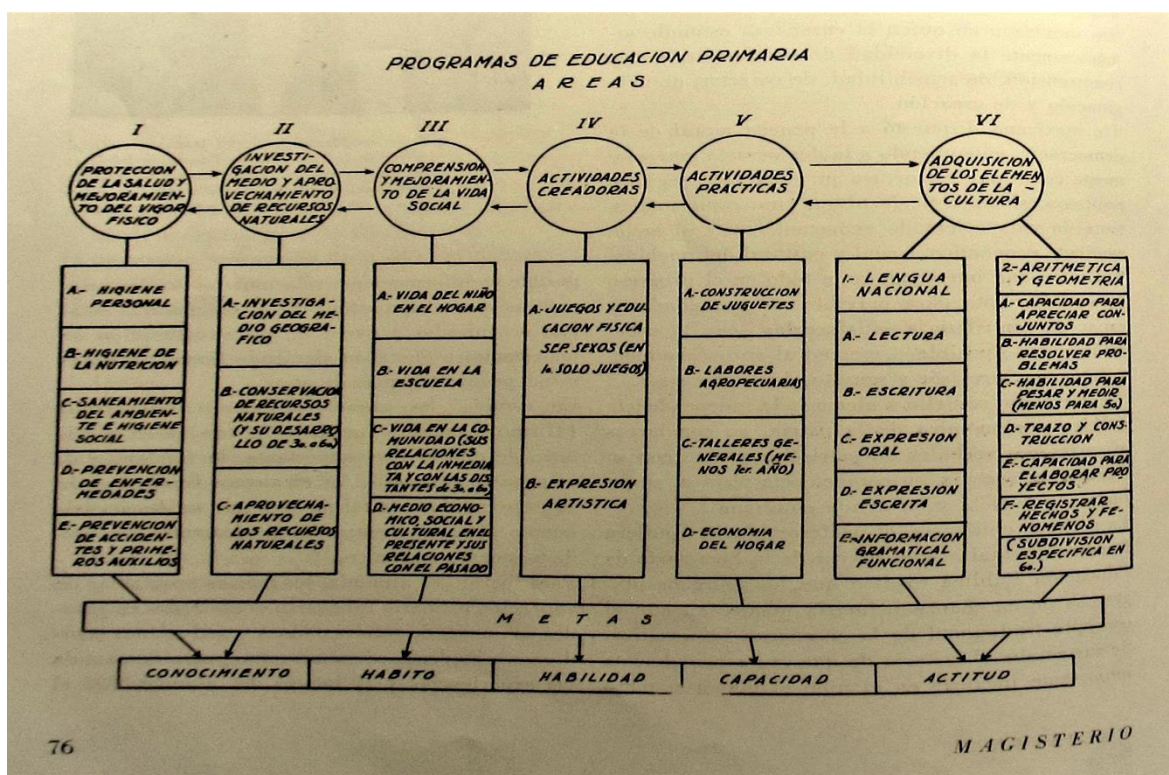 PROGRAMAS DE EDUCACION PRIMARIA
AREAS
I
PROTECCION
DE LA SALUD Y
MEJORAMIEN-
TO DEL VIGOR
FISICO
II
INVESTI-
GACION DEL
MEDIO Y APRO-
VECHAMIENTO
DE RECURSOS
NATURALES
III
COMPRENSION
Y MEJORAMIEN-
TO DE LA VIDA
SOCIAL
IV
ACTIVIDADES
CREADORAS
V
ACTIVIDADES
PRACTICAS
VI
ADQUISICION
DE LOS ELEMEN-
TOS DE LA -
CULTURA
A.- HIGIENE
PERSONAL
B.- HIGIENE DE
LA NUTRICION
C.- SANEAMIENTO
DEL AMBIEN-
TE E HIGIENE
SOCIAL
D.- PREVENCION
DE ENFER-
MEDADES
E.- PREVENCION
DE ACCIDEN-
TES Y PRIME-
ROS AUXILIOS
A.- INVESTIGA-
CION DEL ME-
DIO GEOGRA-
FICO
B.- CONSERVACION
DE RECURSOS
NATURALES
(Y SU DESARRO
LLO DE 3o. a 6o)
C.- APROVECHA-
MIENTO DE
LOS RECURSOS
NATURALES
A.- VIDA DEL NIÑO
EN EL HOGAR
B.- VIDA EN LA
ESCUELA
C.- VIDA EN LA CO-
MUNIDAD (SUS
RELACIONES
CON LA INMEDIA
TA Y CON LAS DIS
TANTES de 3o. a 6o)
D.- MEDIO ECONO-
MICO, SOCIAL Y
CULTURAL EN EL
PRESENTE Y SUS
RELACIONES
CON EL PASADO
A.- JUEGOS Y EDU-
CACION FISICA
SEP. SEXOS (EN
1o. SOLO JUEGOS)
B.- EXPRESION
ARTISTICA
A.- CONSTRUCCION
DE JUGUETES
B.- LABORES
AGROPECUARIAS
C.- TALLERES GE-
NERALES (ME-
NOS 1er. AÑO)
D.- ECONOMIA
DEL HOGAR
1.- LENGUA
NACIONAL
A.- LECTURA
B.- ESCRITURA
C.- EXPRESION
ORAL
D.- EXPRESION
ESCRITA
E.- INFORMACION
GRAMATICAL
FUNCIONAL
2.- ARITMETICA
Y GEOMETRIA
A.- CAPACIDAD PARA
APRECIAR CON-
JUNTOS
B.- HABILIDAD PARA
RESOLVER PRO-
BLEMAS
C.- HABILIDAD PARA
PESAR Y MEDIR
(MENOS PARA 5o)
D.- TRAZO Y CONS-
TRUCCION
E.- CAPACIDAD PARA
ELABORAR PRO
YECTOS
F.- REGISTRAR
HECHOS Y FE-
NOMENOS
(SUBDIVISION
ESPECIFICA EN
6o.)
METAS
CONOCIMIENTO
HABITO
HABILIDAD
CAPACIDAD
ACTITUD
76
MAGISTERIO